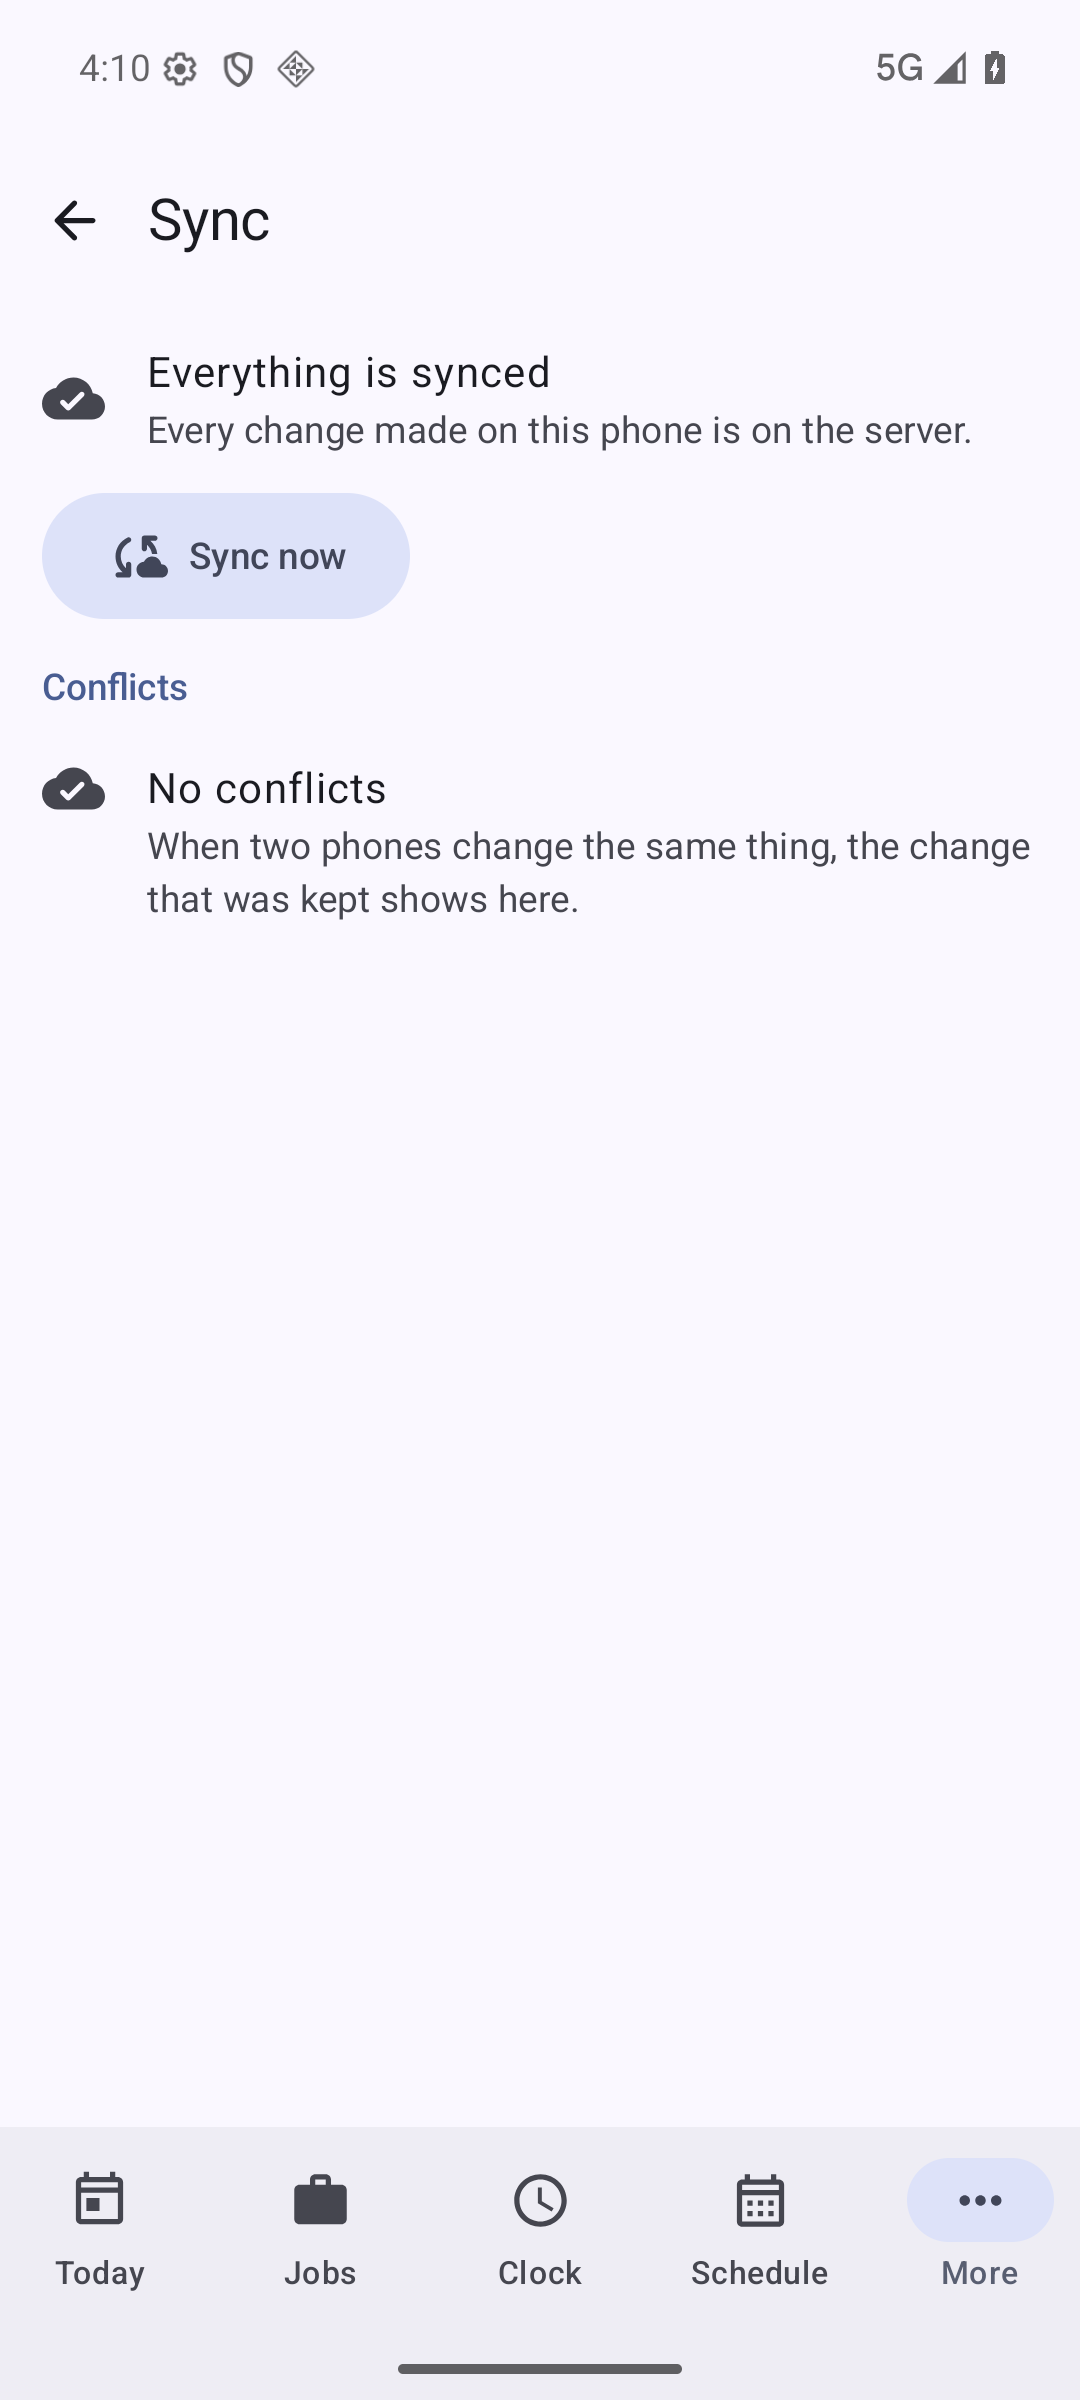 4:10
5G
Sync
Everything is synced
Every change made on this phone is on the server.
Sync now
Conflicts
No conflicts
When two phones change the same thing, the change
that was kept shows here.
Today
Jobs
Clock
Schedule
More